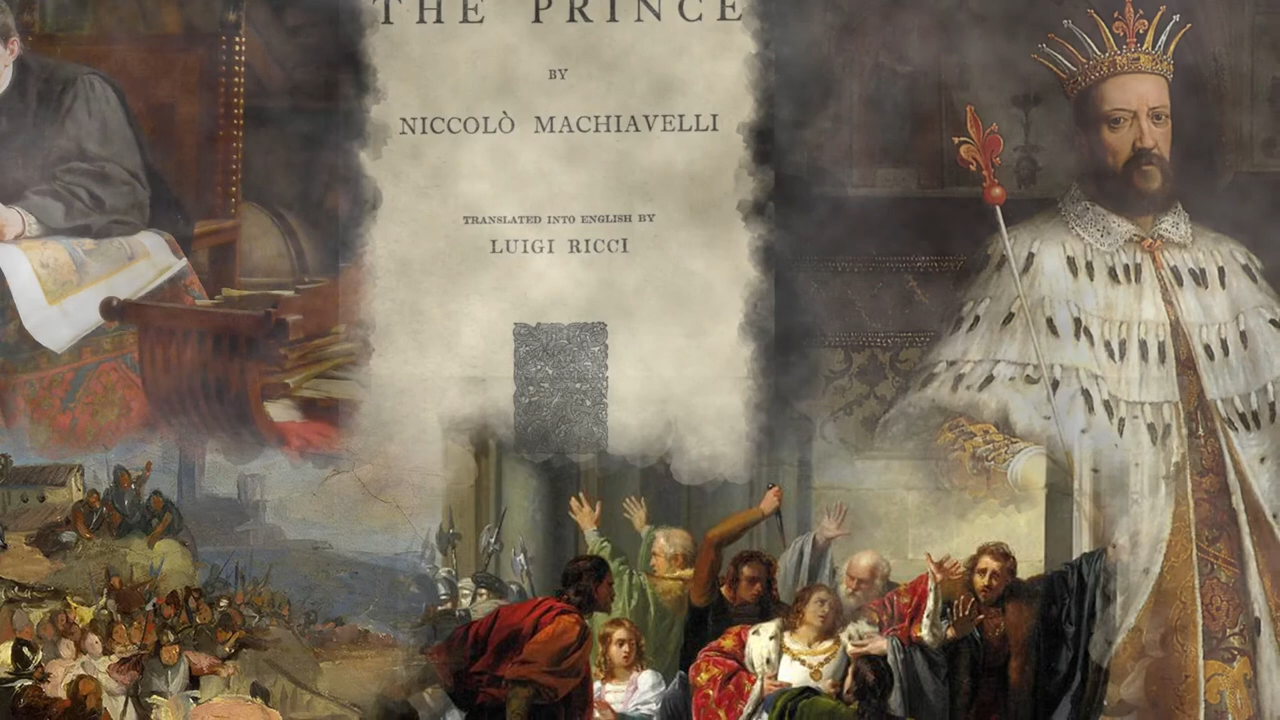 THE PRINCE
BY
NICCOLÒ MACHIAVELLI
TRANSLATED INTO ENGLISH BY
LUIGI RICCI